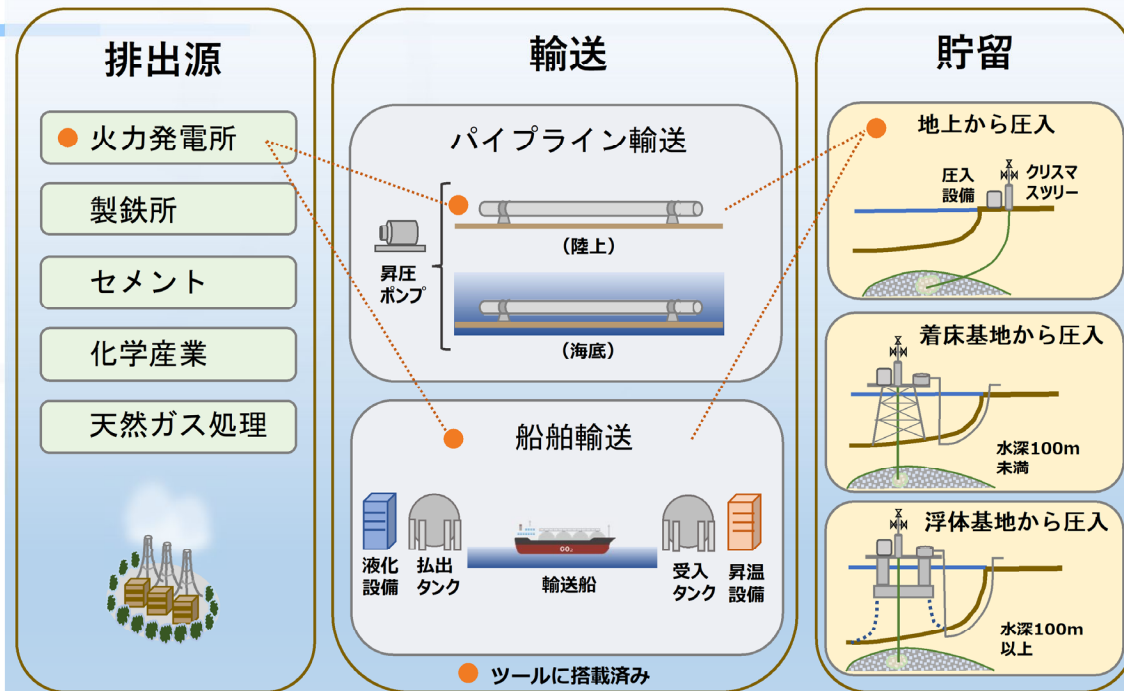 排出源
火力発電所
製鉄所
セメント
化学産業
天然ガス処理
輸送
パイプライン輸送
昇圧
ポンプ
（陸上）
（海底）
船舶輸送
液化
設備
払出
タンク
CO₂
輸送船
受入
タンク
昇温
設備
ツールに搭載済み
貯留
地上から圧入
圧入
設備
クリスマ
スツリー
着床基地から圧入
水深100m
未満
浮体基地から圧入
水深100m
以上